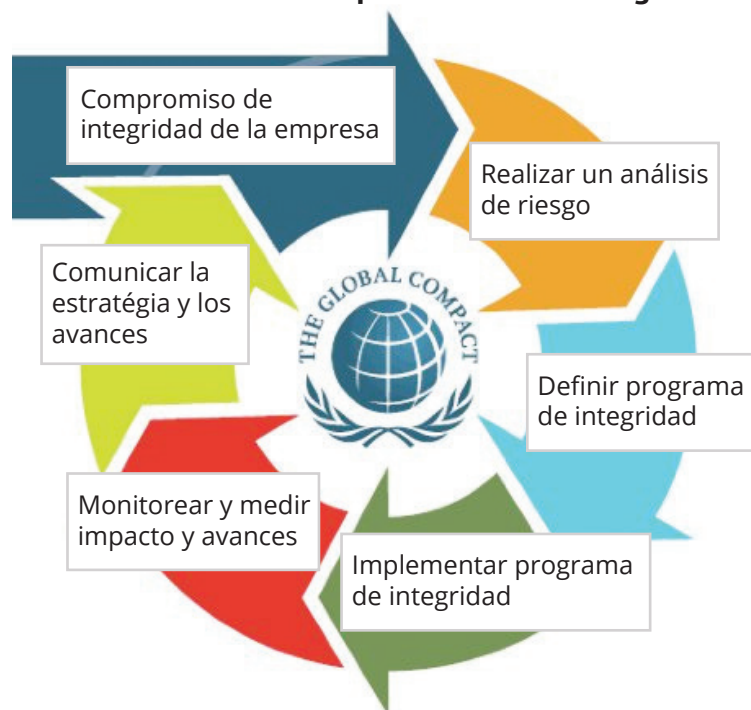 Compromiso de
integridad de la empresa
Realizar un análisis
de riesgo
Definir programa
de integridad
Implementar programa
de integridad
Monitorear y medir
impacto y avances
Comunicar la
estratégia y los
avances
THE GLOBAL COMPACT